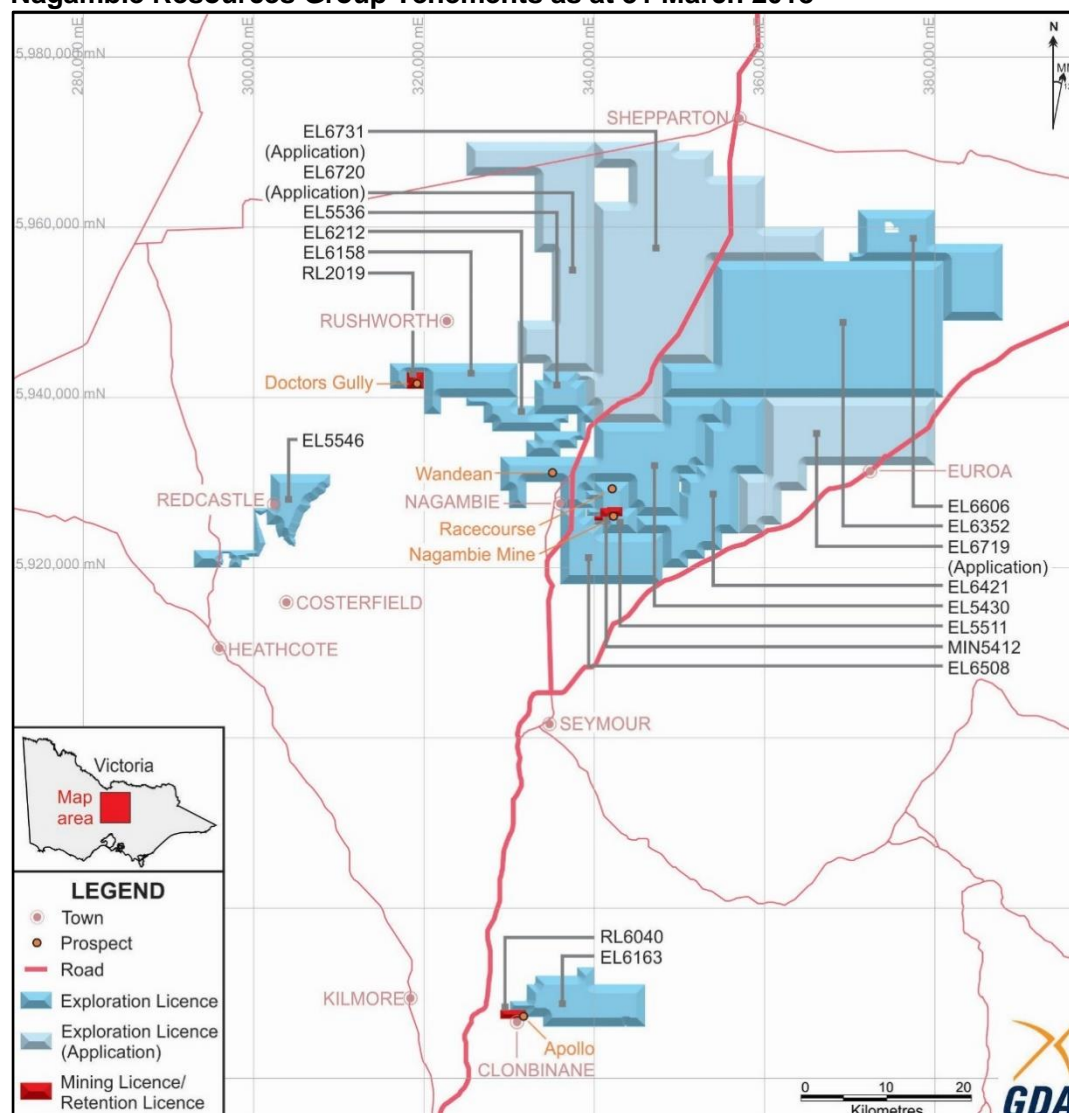 Nagambie Resources Group Tenements as at 31 March 2018
280,000 mE
300,000 mE
320,000 mE
340,000 mE
360,000 mE
380,000 mE
N
5,980,000 mN
SHEPPARTON
EL6731
(Application)
EL6720
(Application)
EL5536
EL6212
EL6158
RL2019
5,960,000 mN
RUSHWORTH
Doctors Gully
5,940,000 mN
EL5546
REDCASTLE
Wandean
NAGAMBIE
Racecourse
Nagambie Mine
EUROA
EL6606
EL6352
EL6719
(Application)
EL6421
EL5430
EL5511
MIN5412
EL6508
5,920,000 mN
COSTERFIELD
HEATHCOTE
SEYMOUR
Victoria
Map
area
LEGEND
Town
Prospect
Road
Exploration Licence
Exploration Licence
(Application)
Mining Licence/
Retention Licence
RL6040
EL6163
KILMORE
Apollo
CLONBINANE
0 10 20
Kilometres